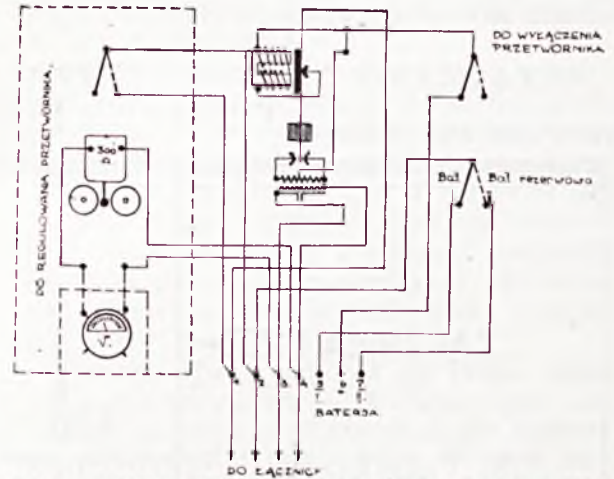 DO WYŁĄCZENIA
PRZETWORNIKA
DO REGULOWANIA PRZETWORNIKA
300
Ω
Bat
Bat rezerwowa
V
1
2
3
4
5
6
7
BATERJA
DO ŁĄCZNICY